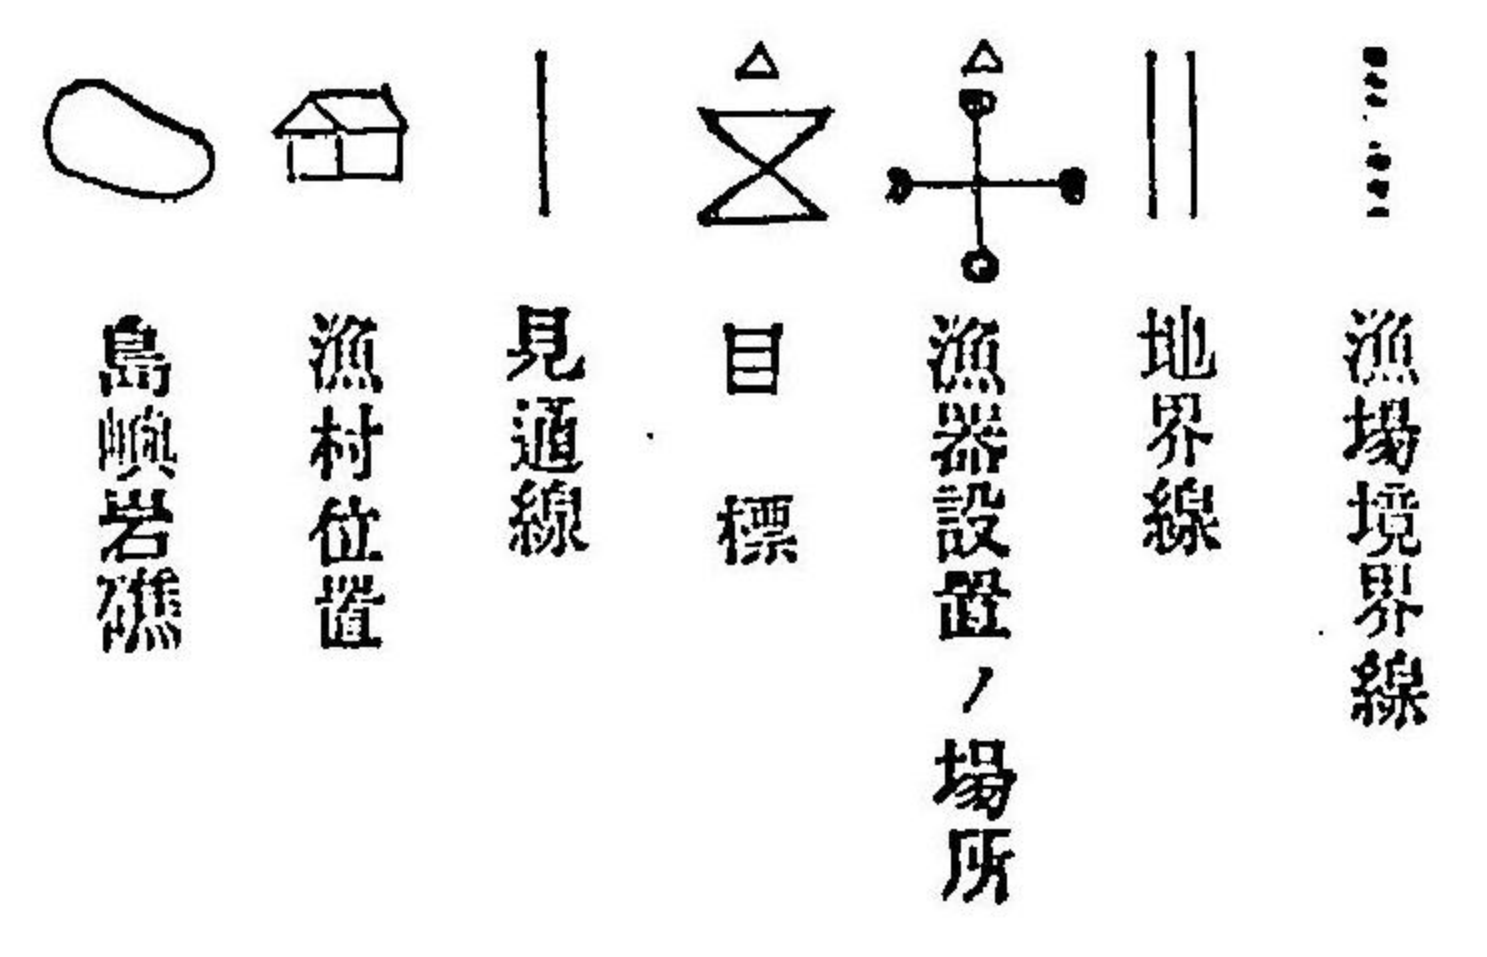 漁場境界線
地界線
漁器設置ノ場所
目標
見通線
漁村位置
島嶼岩礁